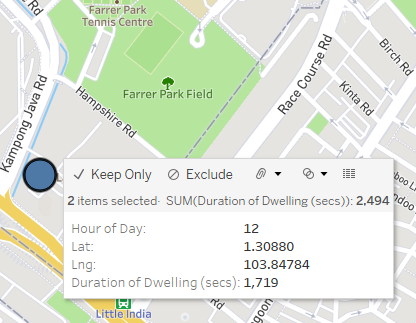 Farrer Park
Tennis Centre
Farrer Park Field
Race Course Rd
Birch Rd
Kinta Rd
Hampshire Rd
Kampong Java Rd
Keep Only
Exclude
2 items selected· SUM(Duration of Dwelling (secs)): 2,494
Hour of Day: 12
Lat: 1.30880
Lng: 103.84784
Duration of Dwelling (secs): 1,719
Little India